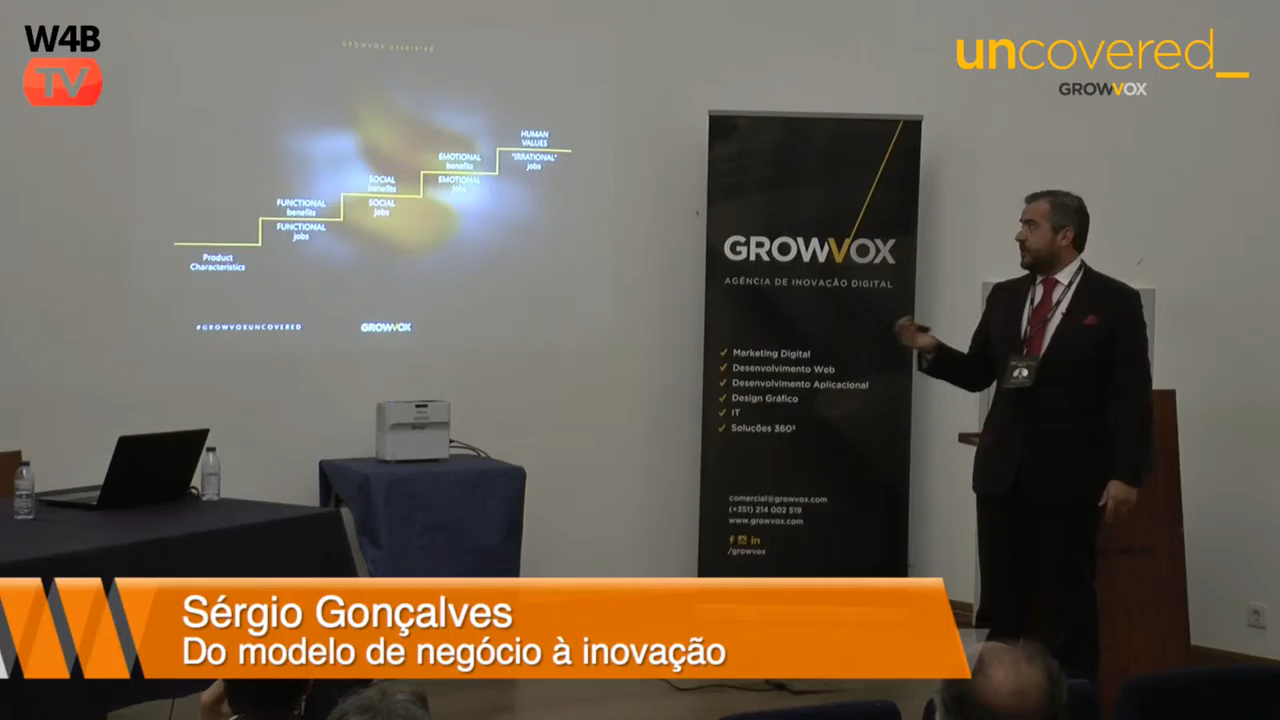 W4B
TV
uncovered_
GROWVOX
HUMAN
VALUES
"IRRATIONAL"
jobs
EMOTIONAL
benefits
EMOTIONAL
jobs
SOCIAL
benefits
SOCIAL
jobs
FUNCTIONAL
benefits
FUNCTIONAL
jobs
Product
Characteristics
#GROWVOXUNCOVERED
GROWVOX
GROWVOX
AGÊNCIA DE INOVAÇÃO DIGITAL
✓ Marketing Digital
✓ Desenvolvimento Web
✓ Desenvolvimento Aplicacional
✓ Design Gráfico
✓ IT
✓ Soluções 360º
comercial@growvox.com
(+351) 214 002 519
www.growvox.com
/growvox
Sérgio Gonçalves
Do modelo de negócio à inovação